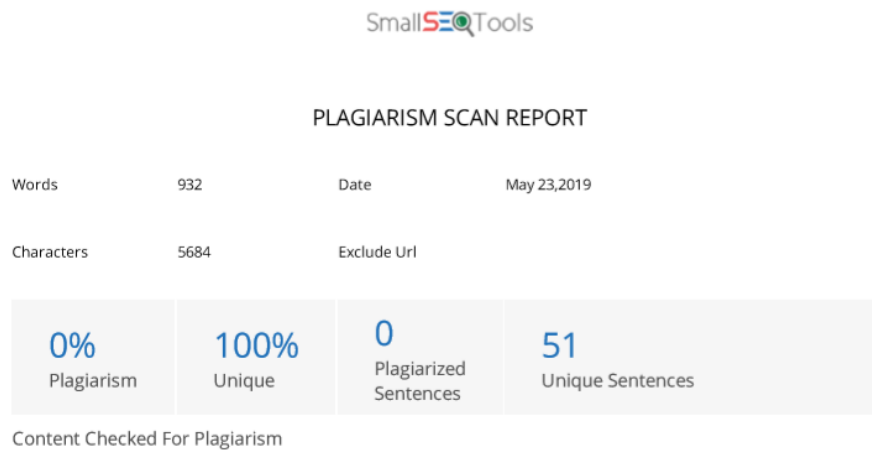 SmallSEOTools
PLAGIARISM SCAN REPORT
Words 932 Date May 23,2019
Characters 5684 Exclude Url
0% 100% 0 51
Plagiarism Unique Plagiarized Sentences Unique Sentences
Content Checked For Plagiarism